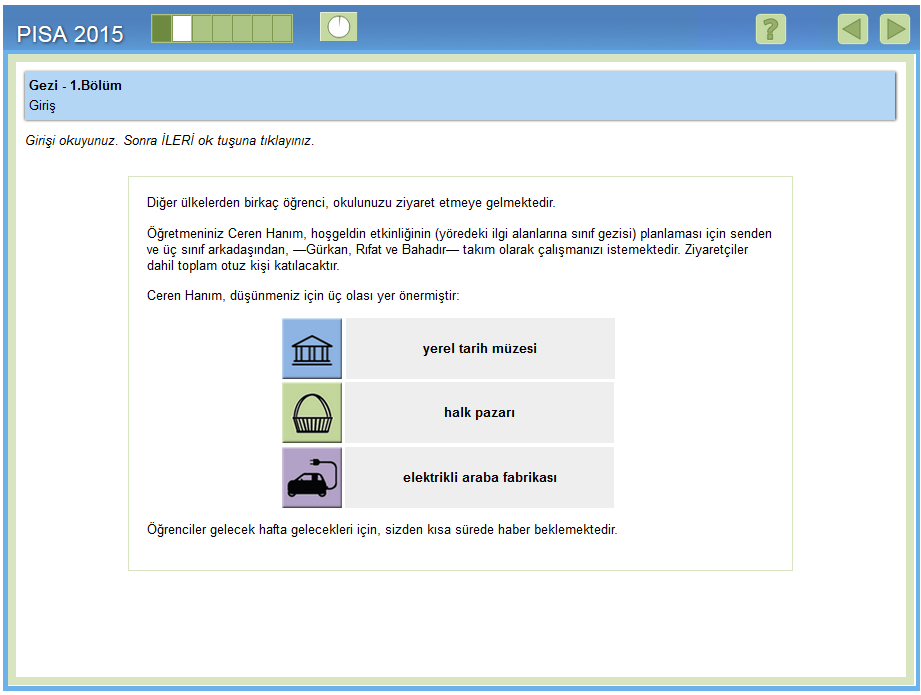 PISA 2015
?
Gezi - 1.Bölüm
Giriş
Girişi okuyunuz. Sonra İLERİ ok tuşuna tıklayınız.
Diğer ülkelerden birkaç öğrenci, okulunuzu ziyaret etmeye gelmektedir.
Öğretmeniniz Ceren Hanım, hoşgeldin etkinliğinin (yöredeki ilgi alanlarına sınıf gezisi) planlaması için senden
ve üç sınıf arkadaşından, —Gürkan, Rıfat ve Bahadır— takım olarak çalışmanızı istemektedir. Ziyaretçiler
dahil toplam otuz kişi katılacaktır.
Ceren Hanım, düşünmeniz için üç olası yer önermiştir:
yerel tarih müzesi
halk pazarı
elektrikli araba fabrikası
Öğrenciler gelecek hafta gelecekleri için, sizden kısa sürede haber beklemektedir.